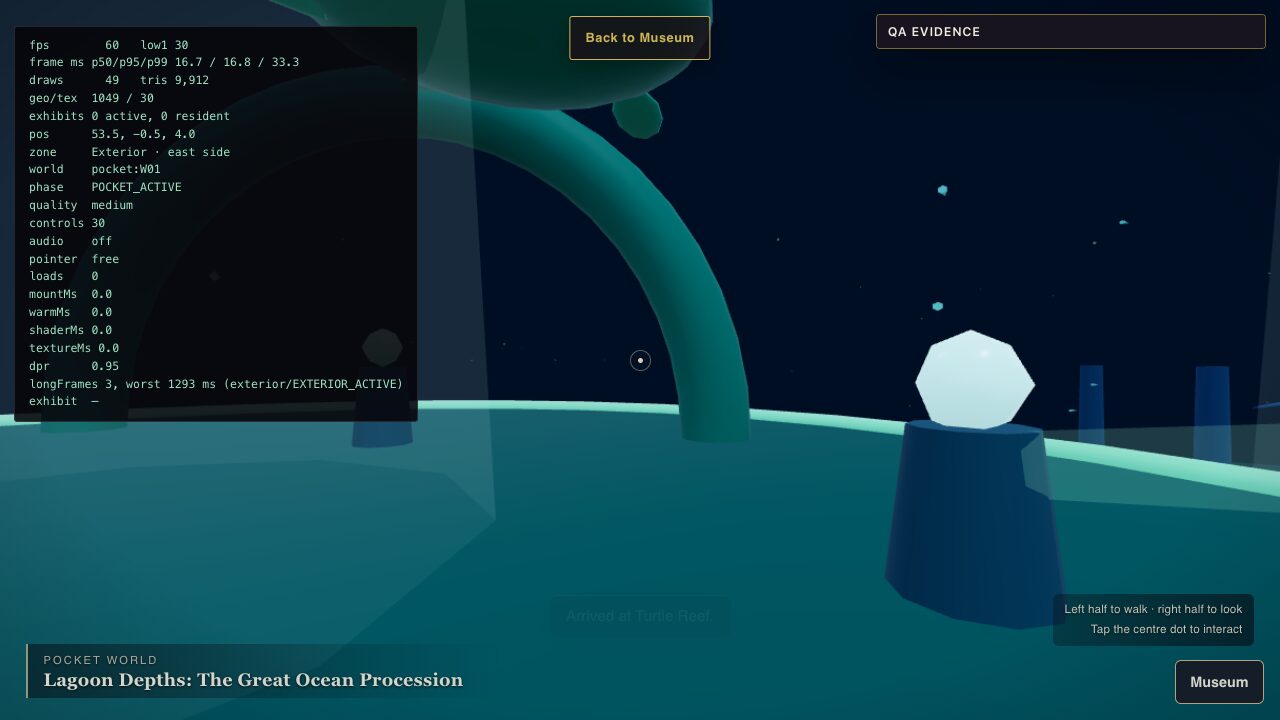 fps 60 low1 30
frame ms p50/p95/p99 16.7 / 16.8 / 33.3
draws 49 tris 9,912
geo/tex 1049 / 30
exhibits 0 active, 0 resident
pos 53.5, −0.5, 4.0
zone Exterior · east side
world pocket:W01
phase POCKET_ACTIVE
quality medium
controls 30
audio off
pointer free
loads 0
mountMs 0.0
warmMs 0.0
shaderMs 0.0
textureMs 0.0
dpr 0.95
longFrames 3, worst 1293 ms (exterior/EXTERIOR_ACTIVE)
exhibit —
Back to Museum
QA EVIDENCE
Arrived at Turtle Reef.
Left half to walk · right half to look
Tap the centre dot to interact
POCKET WORLD
Lagoon Depths: The Great Ocean Procession
Museum